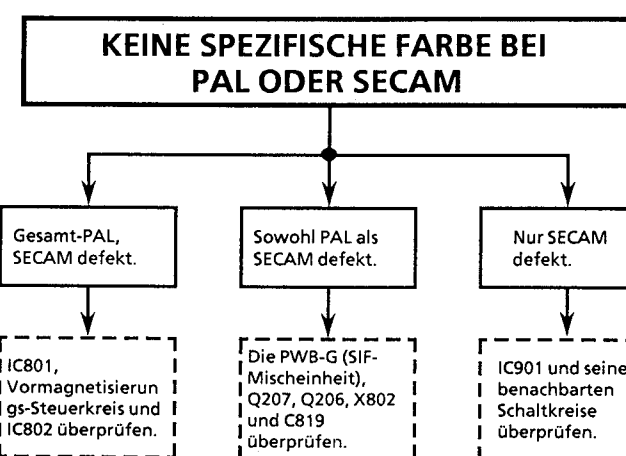 KEINE SPEZIFISCHE FARBE BEI
PAL ODER SECAM
Gesamt-PAL,
SECAM defekt.
Sowohl PAL als
SECAM defekt.
Nur SECAM
defekt.
IC801,
Vormagnetisierun
gs-Steuerkreis und
IC802 überprüfen.
Die PWB-G (SIF-
Mischeinheit),
Q207, Q206, X802
und C819
überprüfen.
IC901 und seine
benachbarten
Schaltkreise
überprüfen.